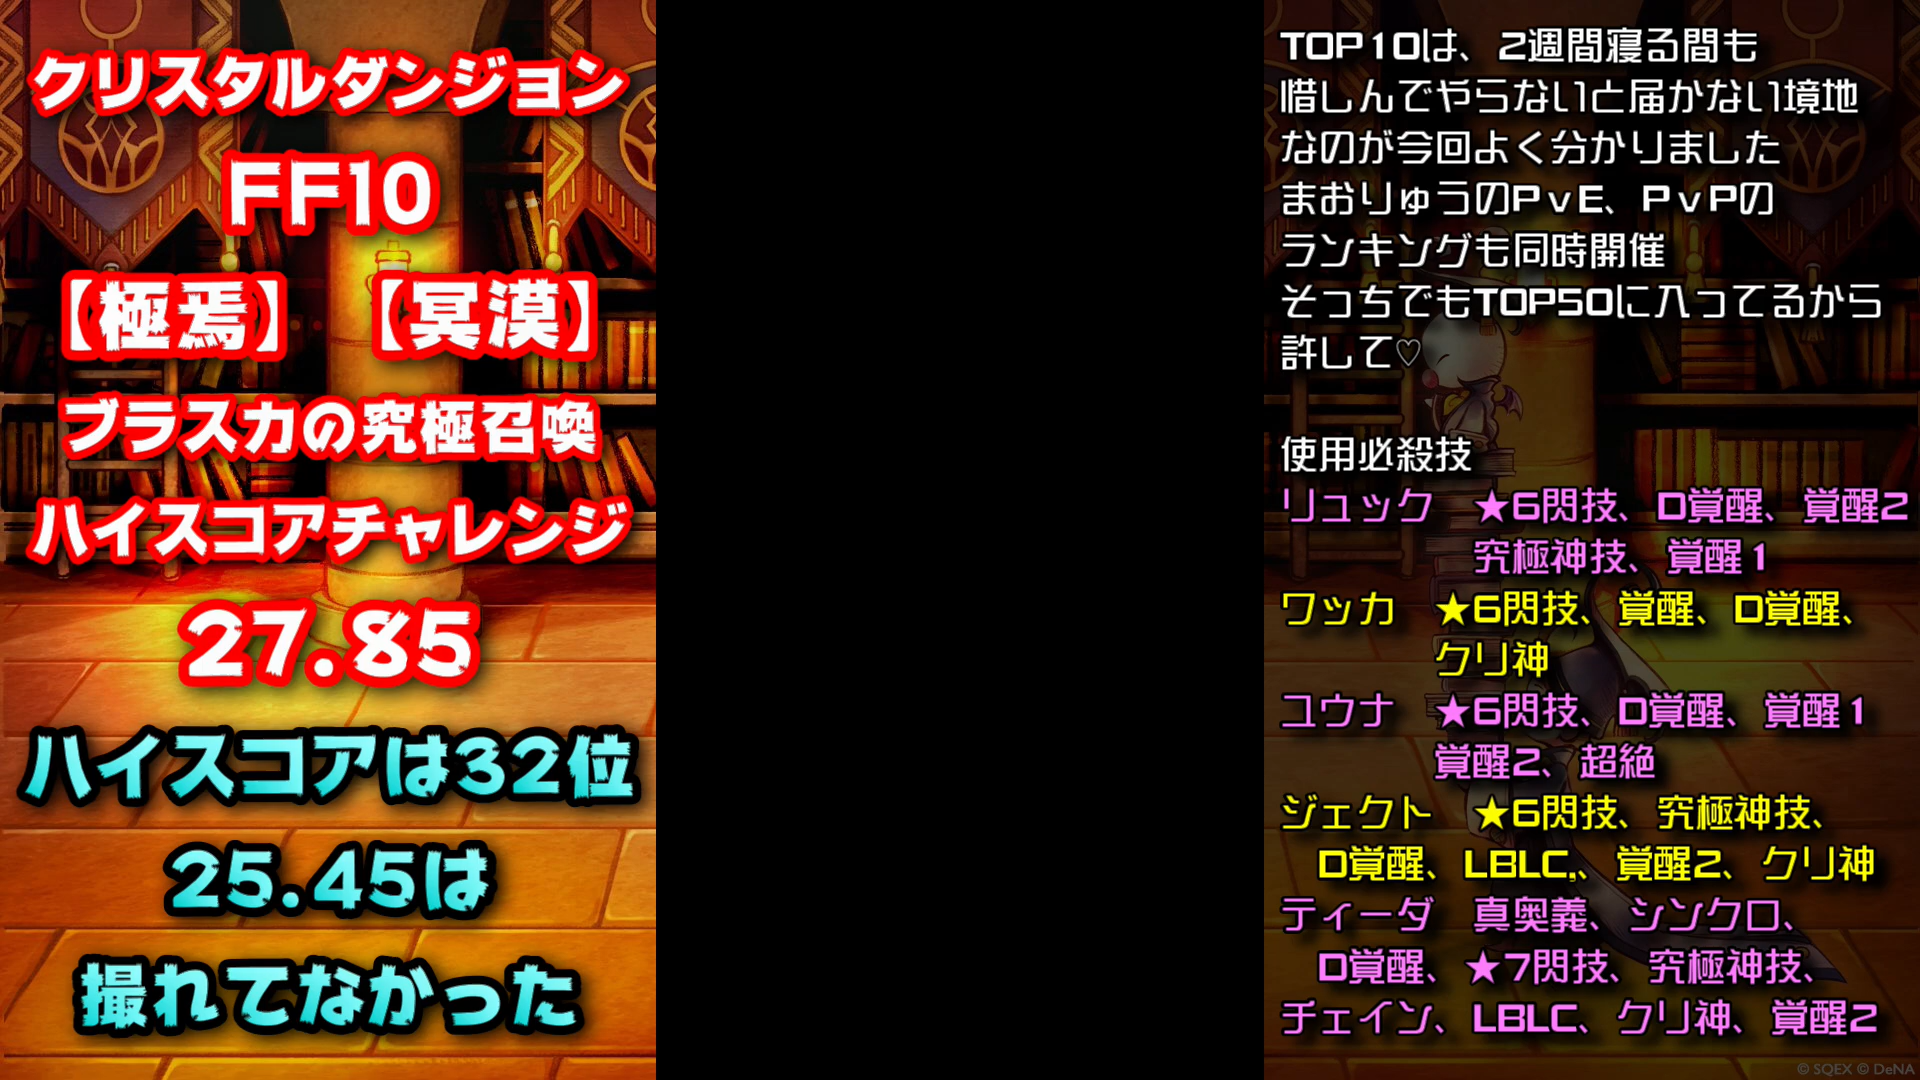 クリスタルダンジョン
FF10
【極焉】 【冥漠】
ブラスカの究極召喚
ハイスコアチャレンジ
27.85
ハイスコアは32位
25.45は
撮れてなかった
TOP10は、2週間寝る間も
惜しんでやらないと届かない境地
なのが今回よく分かりました
まおりゅうのPvE、PvPの
ランキングも同時開催
そっちでもTOP50に入ってるから
許して♡
使用必殺技
リュック ★6閃技、D覚醒、覚醒2
究極神技、覚醒1
ワッカ ★6閃技、覚醒、D覚醒、
クリ神
ユウナ ★6閃技、D覚醒、覚醒1
覚醒2、超絶
ジェクト ★6閃技、究極神技、
D覚醒、LBLC,、覚醒2、クリ神
ティーダ 真奥義、シンクロ、
D覚醒、★7閃技、究極神技、
チェイン、LBLC、クリ神、覚醒2
© SQEX © DeNA